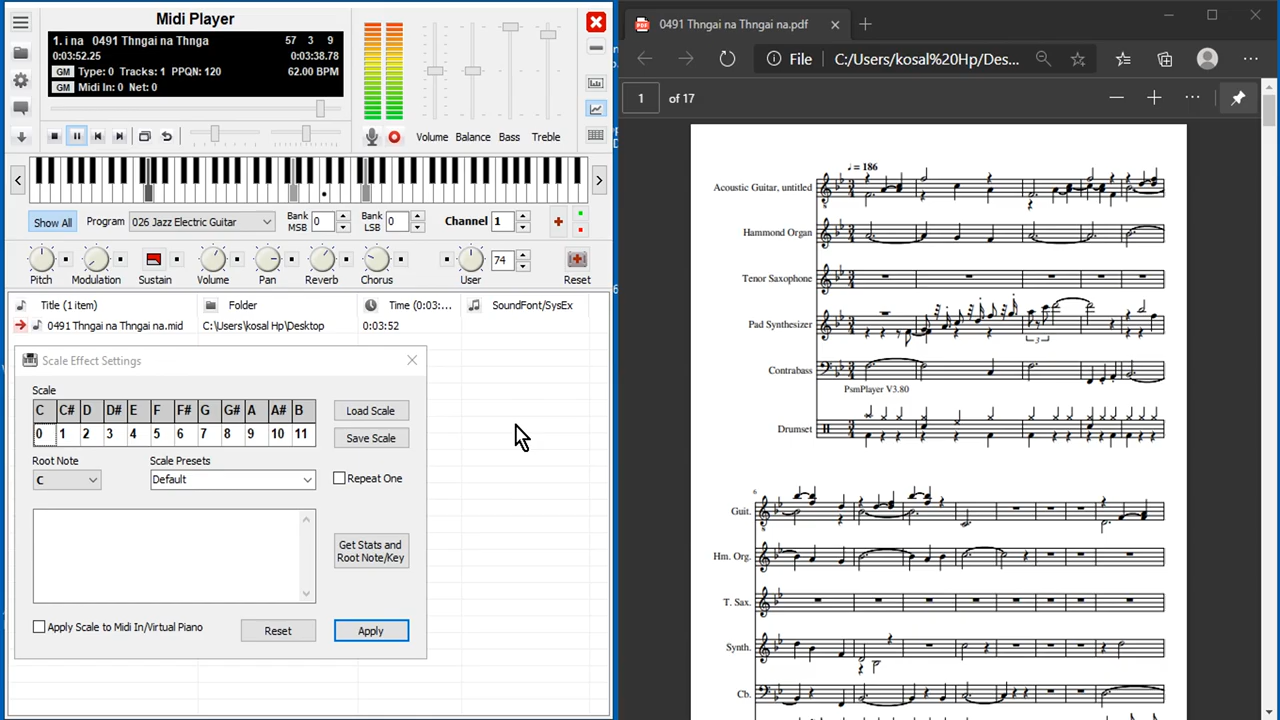 Midi Player
1. i na   0491 Thngai na Thnga   57   3   9
0:03:52.25   0:03:38.78
GM   Type: 0   Tracks: 1   PPQN: 120   62.00 BPM
GM   Midi In: 0   Net: 0
Volume   Balance   Bass   Treble
Show All   Program   026 Jazz Electric Guitar   Bank MSB   0   Bank LSB   0   Channel   1
74
Pitch   Modulation   Sustain   Volume   Pan   Reverb   Chorus   User   Reset
Title (1 item)   Folder   Time (0:03:...   SoundFont/SysEx
0491 Thngai na Thngai na.mid   C:\Users\kosal Hp\Desktop   0:03:52
Scale Effect Settings
Scale
C   C#   D   D#   E   F   F#   G   G#   A   A#   B
0   1   2   3   4   5   6   7   8   9   10   11
Load Scale
Save Scale
Root Note   Scale Presets
C   Default   Repeat One
Get Stats and
Root Note/Key
Apply Scale to Midi In/Virtual Piano   Reset   Apply
0491 Thngai na Thngai na.pdf
File   C:/Users/kosal%20Hp/Des...
1   of 17
= 186
Acoustic Guitar, untitled
Hammond Organ
Tenor Saxophone
Pad Synthesizer
3
Contrabass
PsmPlayer V3.80
Drumset
6
Guit.
Hm. Org.
T. Sax.
Synth.
Cb.